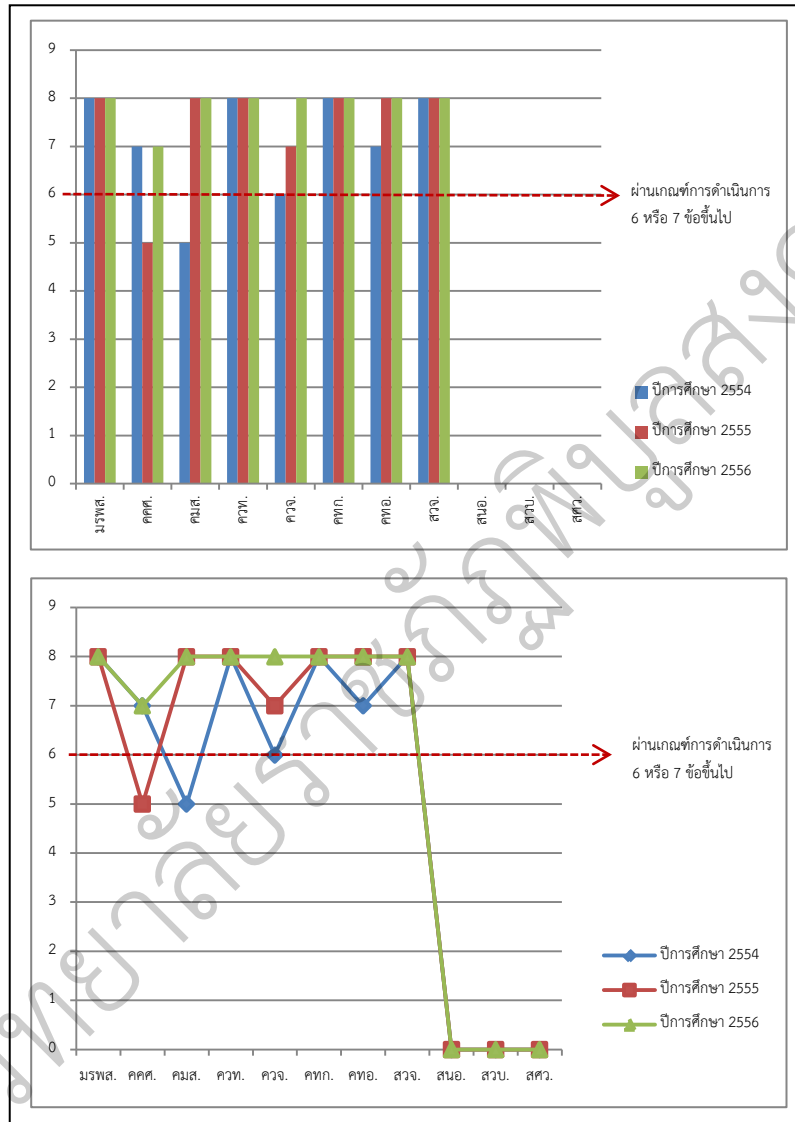 9
8
7
6
5
4
3
2
1
0
มรพส. คคศ. คมส. ควท. ควจ. คทก. คทอ. สวจ. สนอ. สวบ. สศว.
ผ่านเกณฑ์การดำเนินการ
6 หรือ 7 ข้อขึ้นไป
ปีการศึกษา 2554
ปีการศึกษา 2555
ปีการศึกษา 2556
9
8
7
6
5
4
3
2
1
0
มรพส. คคศ. คมส. ควท. ควจ. คทก. คทอ. สวจ. สนอ. สวบ. สศว.
ผ่านเกณฑ์การดำเนินการ
6 หรือ 7 ข้อขึ้นไป
ปีการศึกษา 2554
ปีการศึกษา 2555
ปีการศึกษา 2556